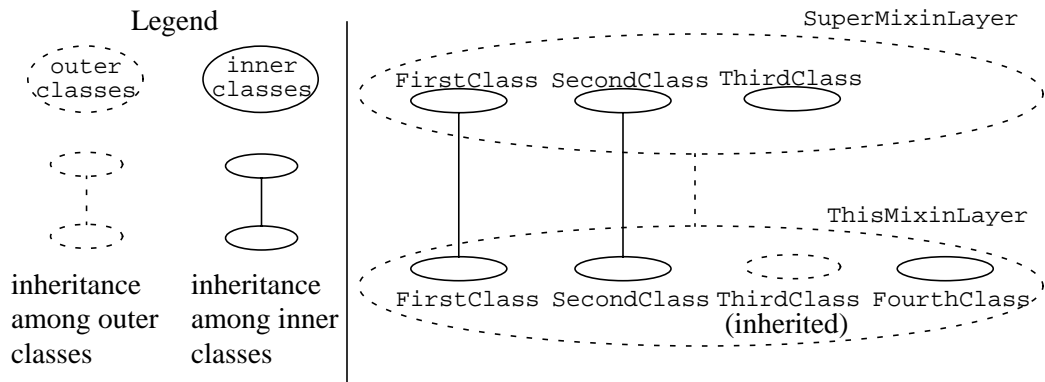 Legend
outer
classes
inner
classes
inheritance
among outer
classes
inheritance
among inner
classes
SuperMixinLayer
FirstClass SecondClass ThirdClass
ThisMixinLayer
FirstClass SecondClass ThirdClass FourthClass
(inherited)